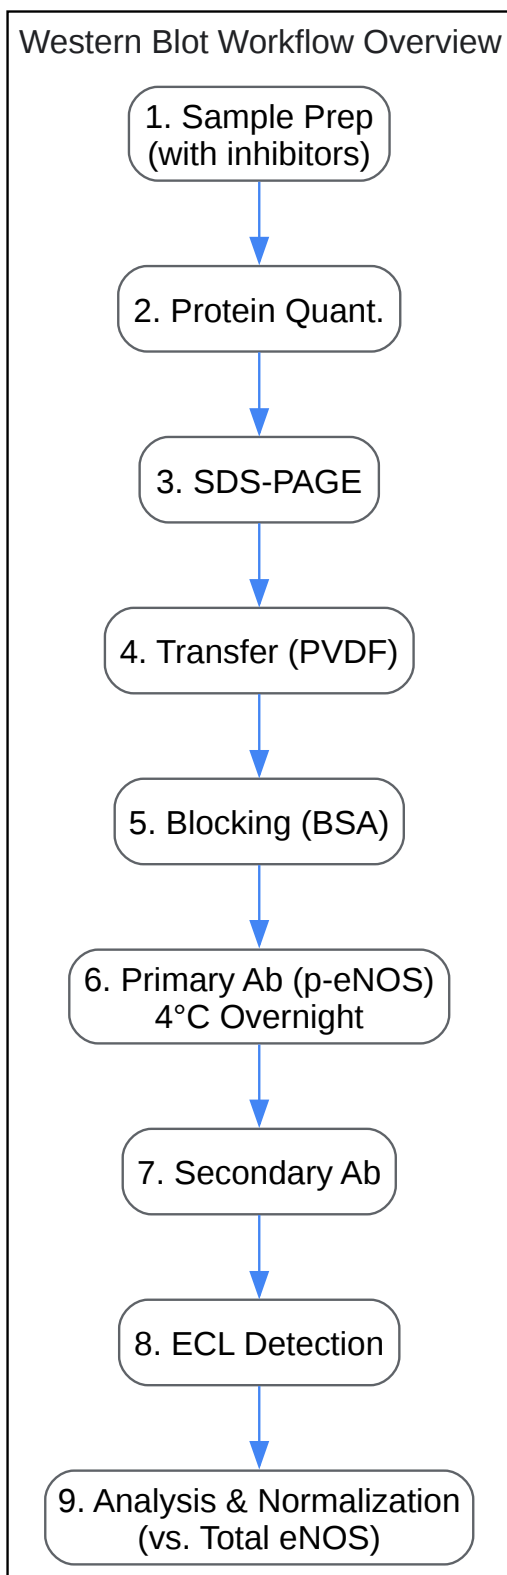 Western Blot Workflow Overview
1. Sample Prep
(with inhibitors)
2. Protein Quant.
3. SDS-PAGE
4. Transfer (PVDF)
5. Blocking (BSA)
6. Primary Ab (p-eNOS)
4°C Overnight
7. Secondary Ab
8. ECL Detection
9. Analysis & Normalization
(vs. Total eNOS)